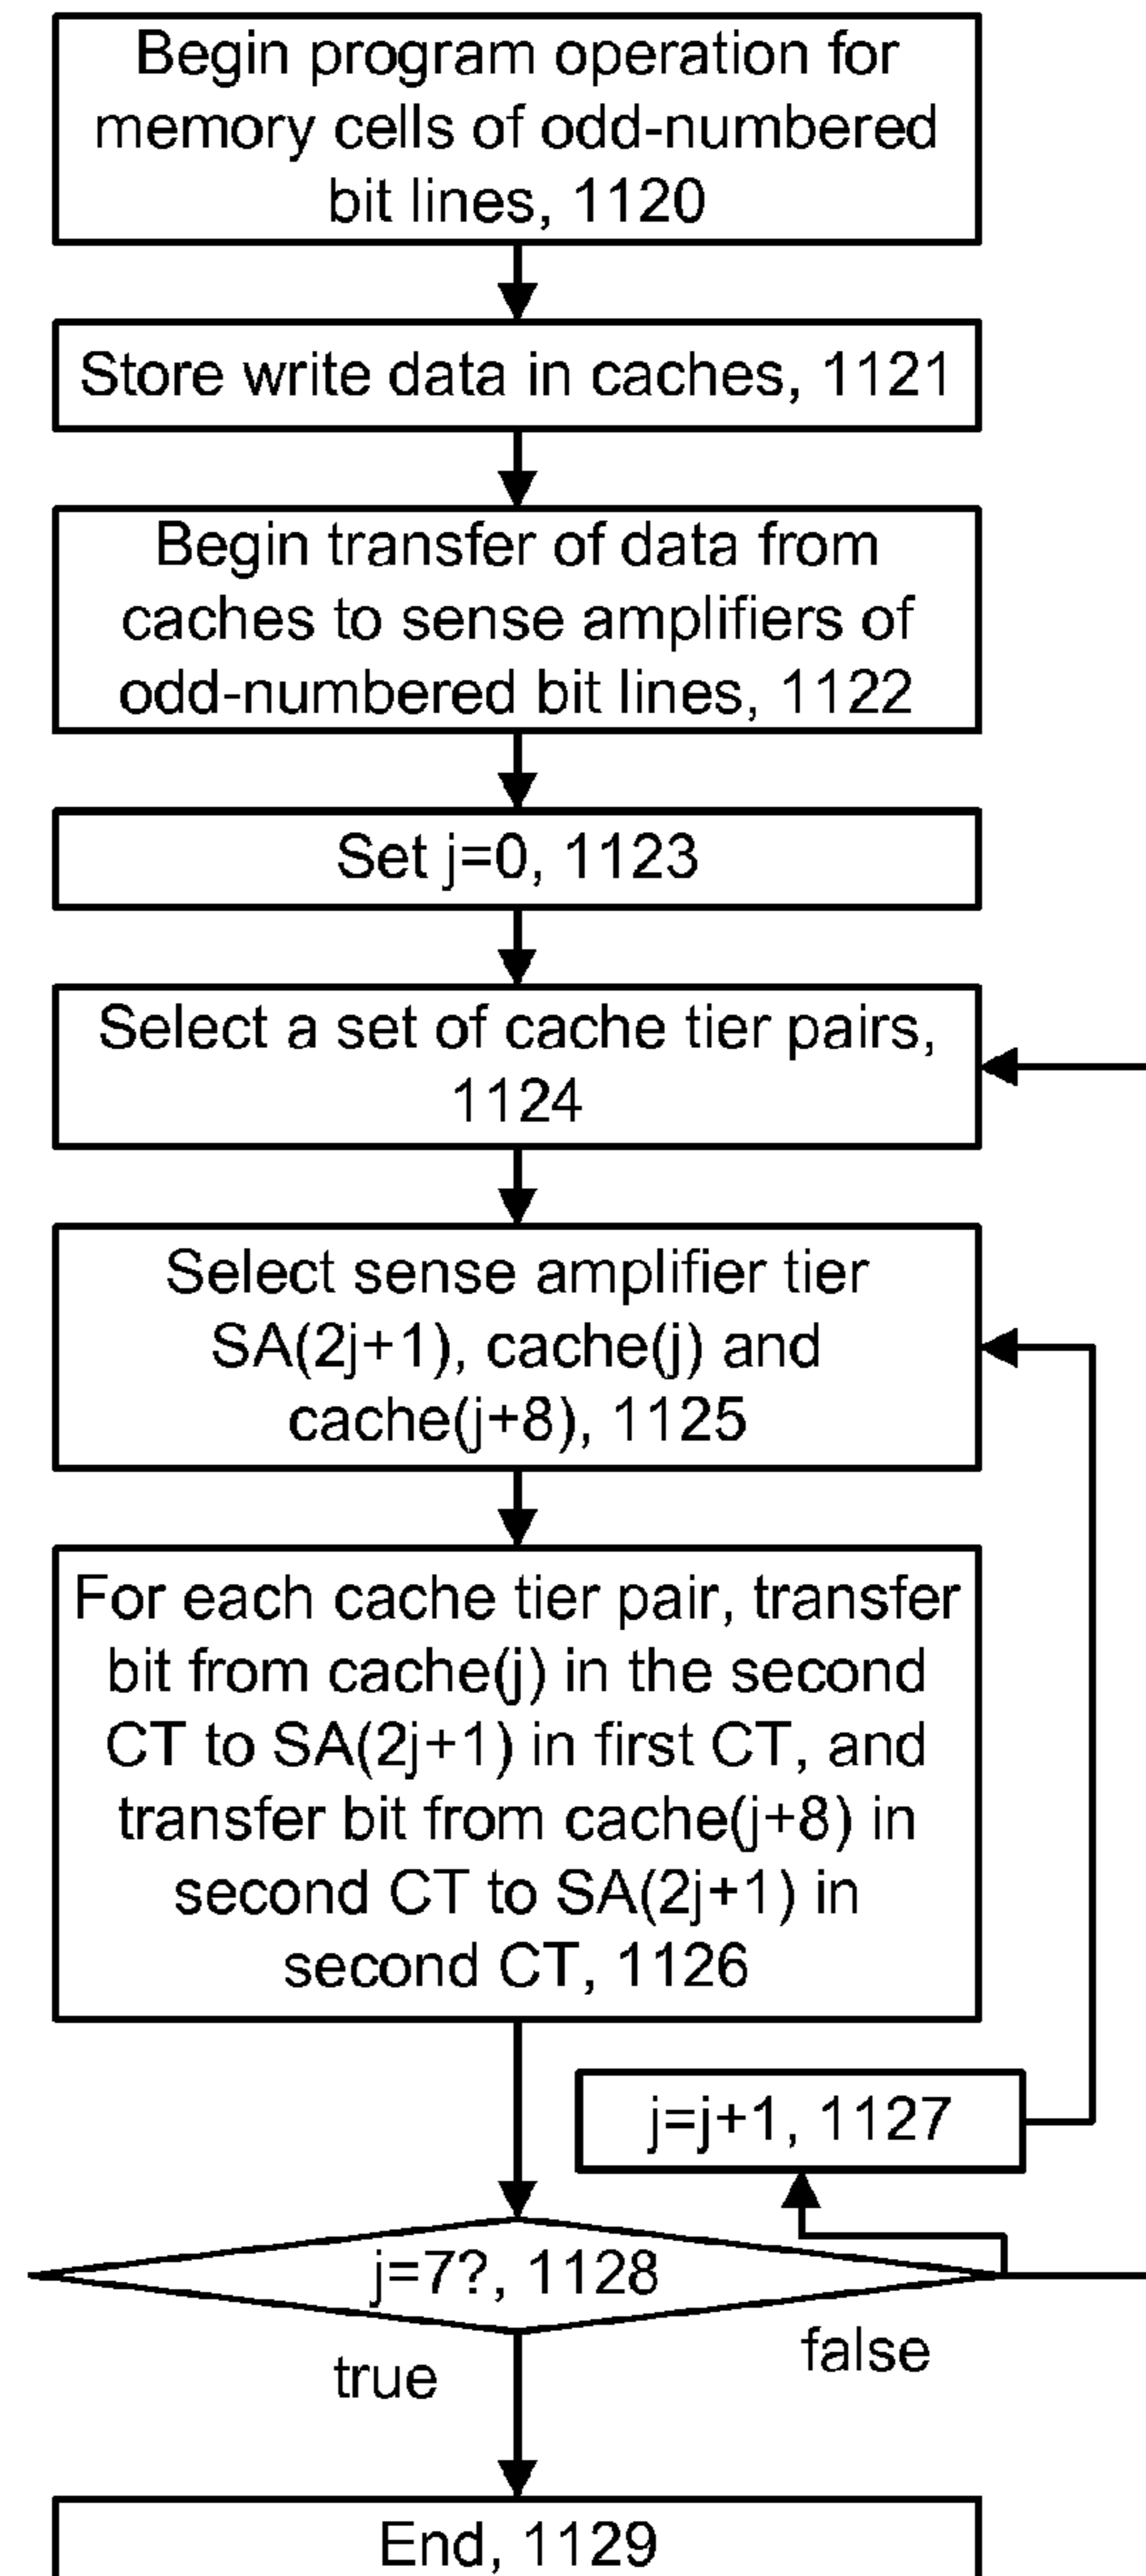 Begin program operation for
memory cells of odd-numbered
bit lines, 1120
Store write data in caches, 1121
Begin transfer of data from
caches to sense amplifiers of
odd-numbered bit lines, 1122
Set j=0, 1123
Select a set of cache tier pairs,
1124
Select sense amplifier tier
SA(2j+1), cache(j) and
cache(j+8), 1125
For each cache tier pair, transfer
bit from cache(j) in the second
CT to SA(2j+1) in first CT, and
transfer bit from cache(j+8) in
second CT to SA(2j+1) in
second CT, 1126
j=j+1, 1127
j=7?, 1128
false
true
End, 1129